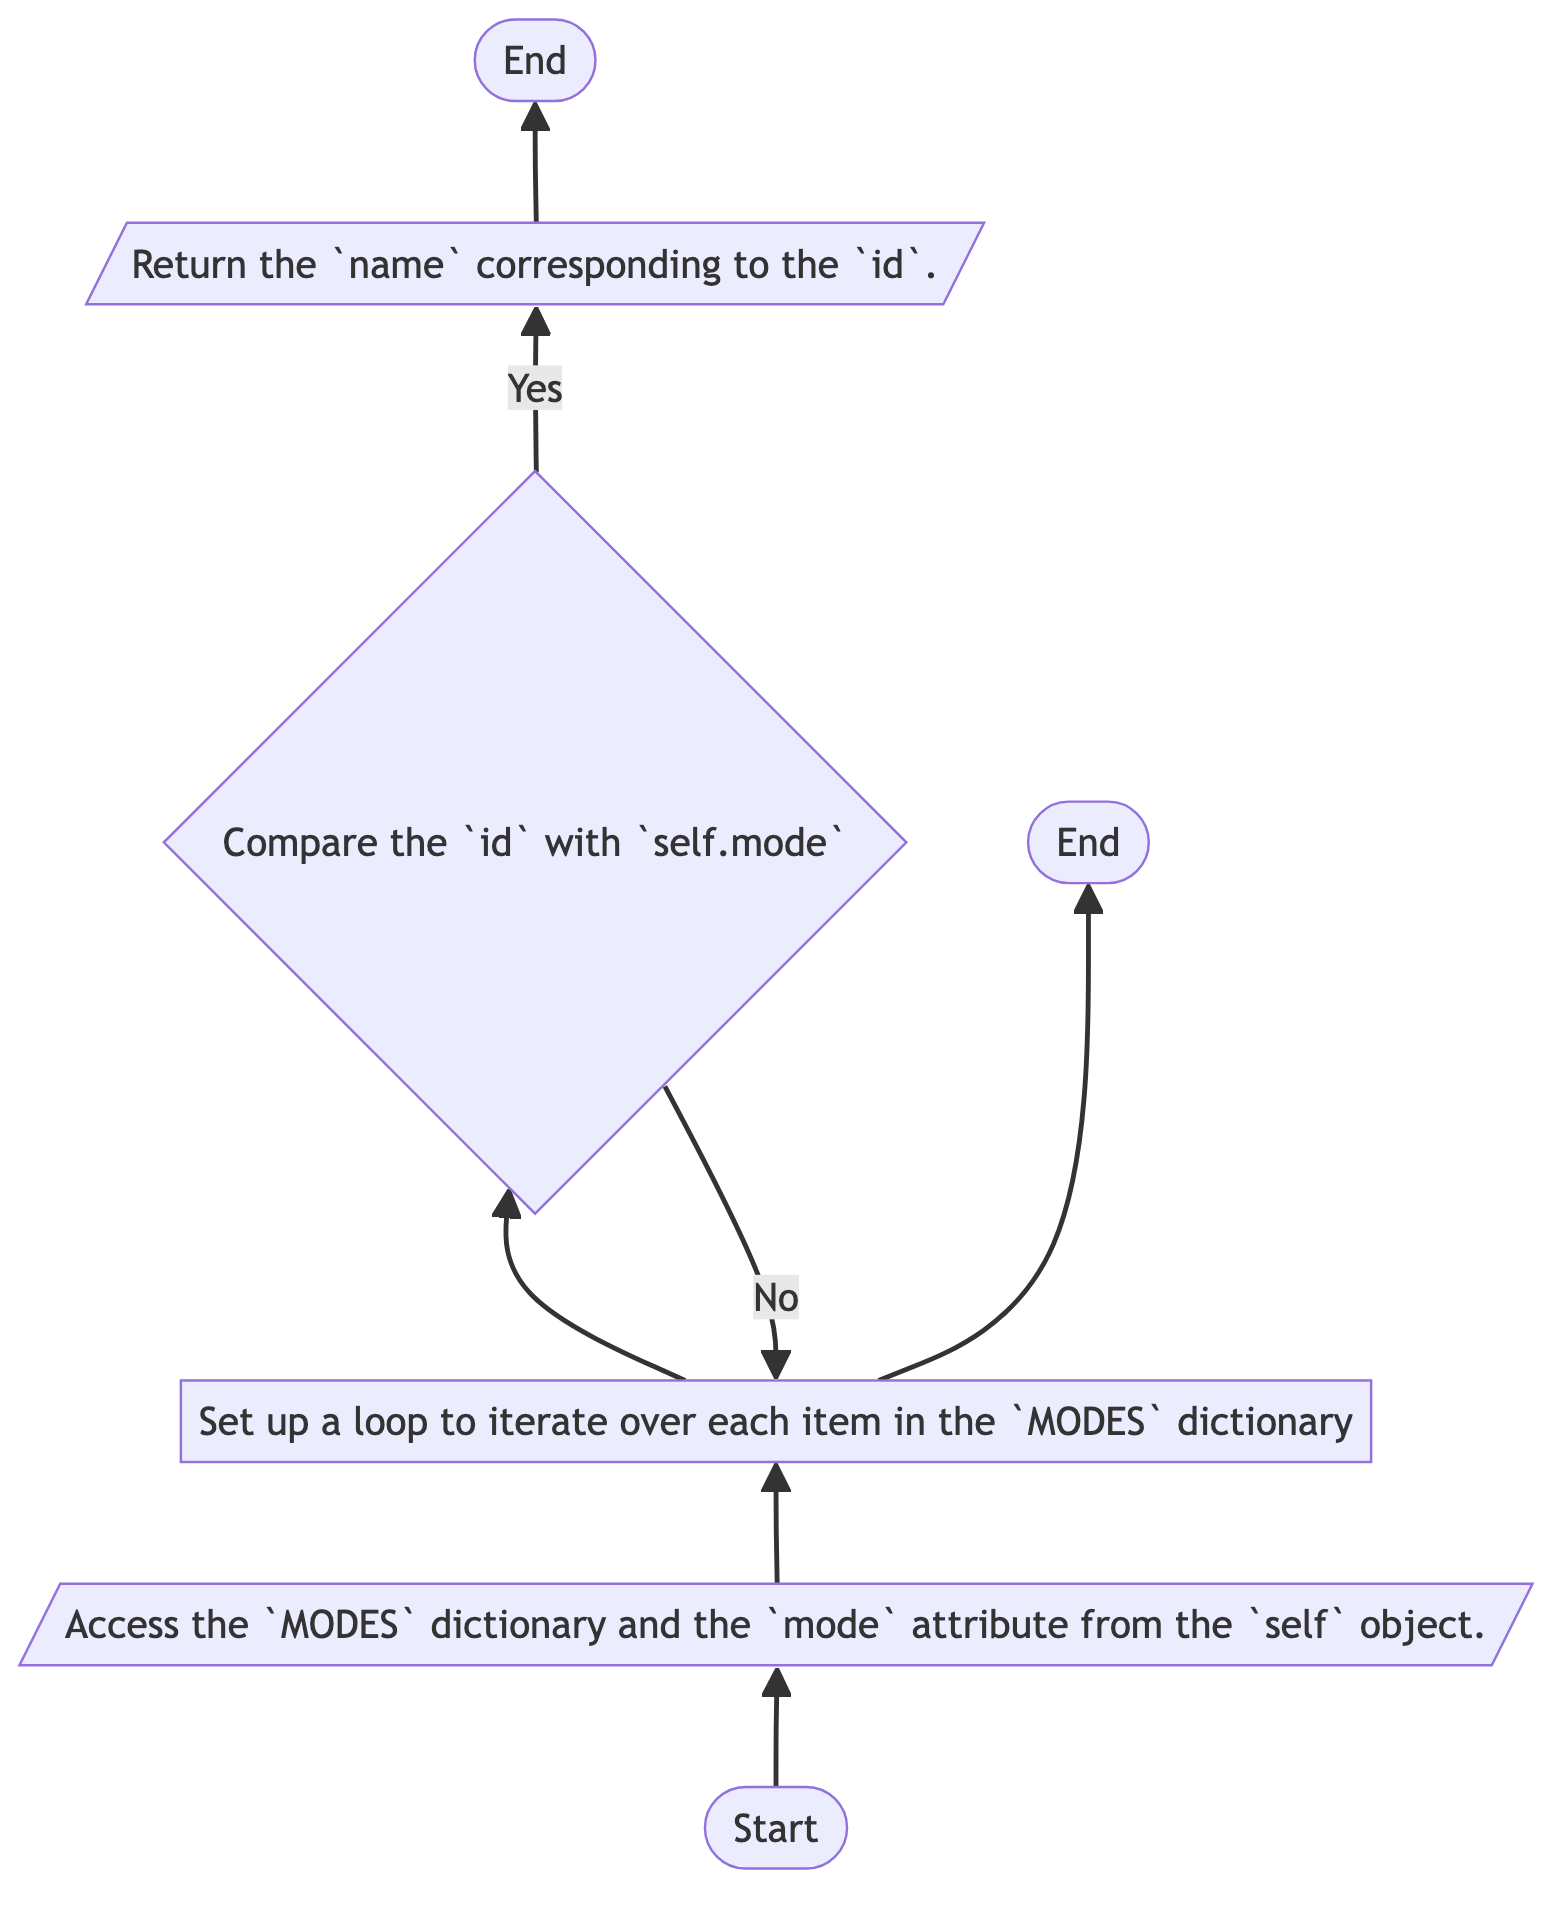 End
Return the `name` corresponding to the `id`.
Yes
Compare the `id` with `self.mode`
End
No
Set up a loop to iterate over each item in the `MODES` dictionary
Access the `MODES` dictionary and the `mode` attribute from the `self` object.
Start